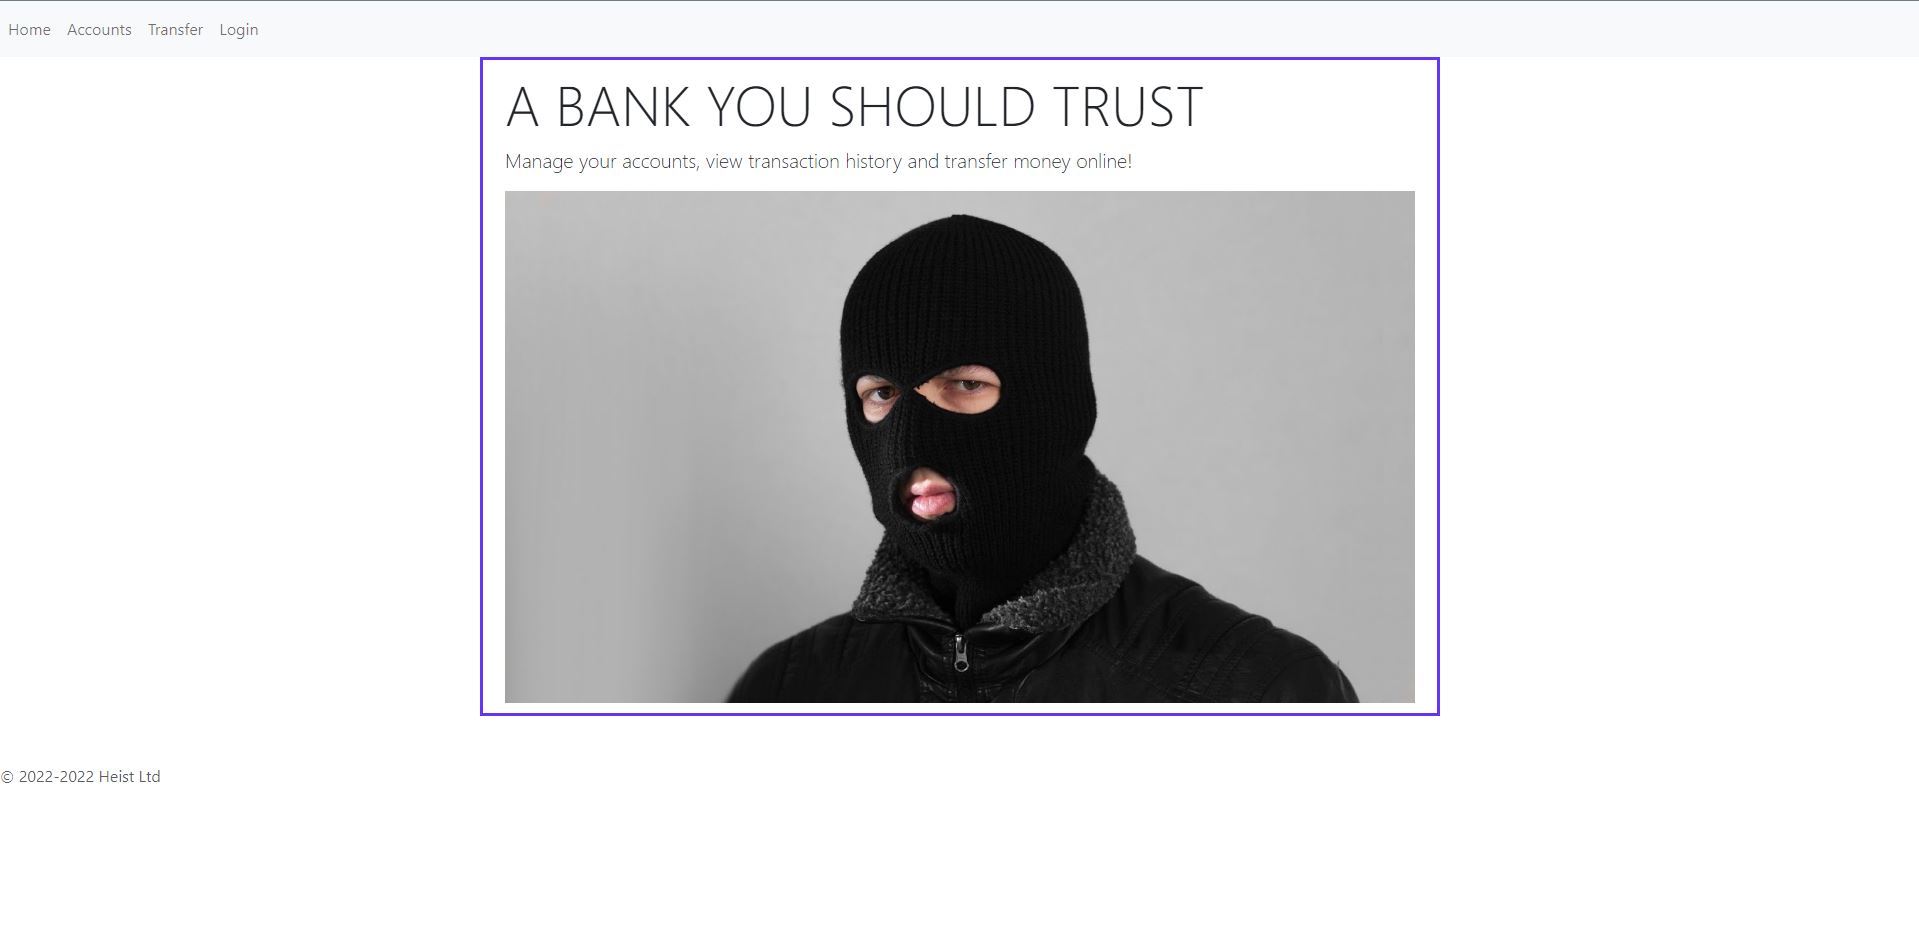 Home Accounts Transfer Login
A BANK YOU SHOULD TRUST
Manage your accounts, view transaction history and transfer money online!
© 2022-2022 Heist Ltd